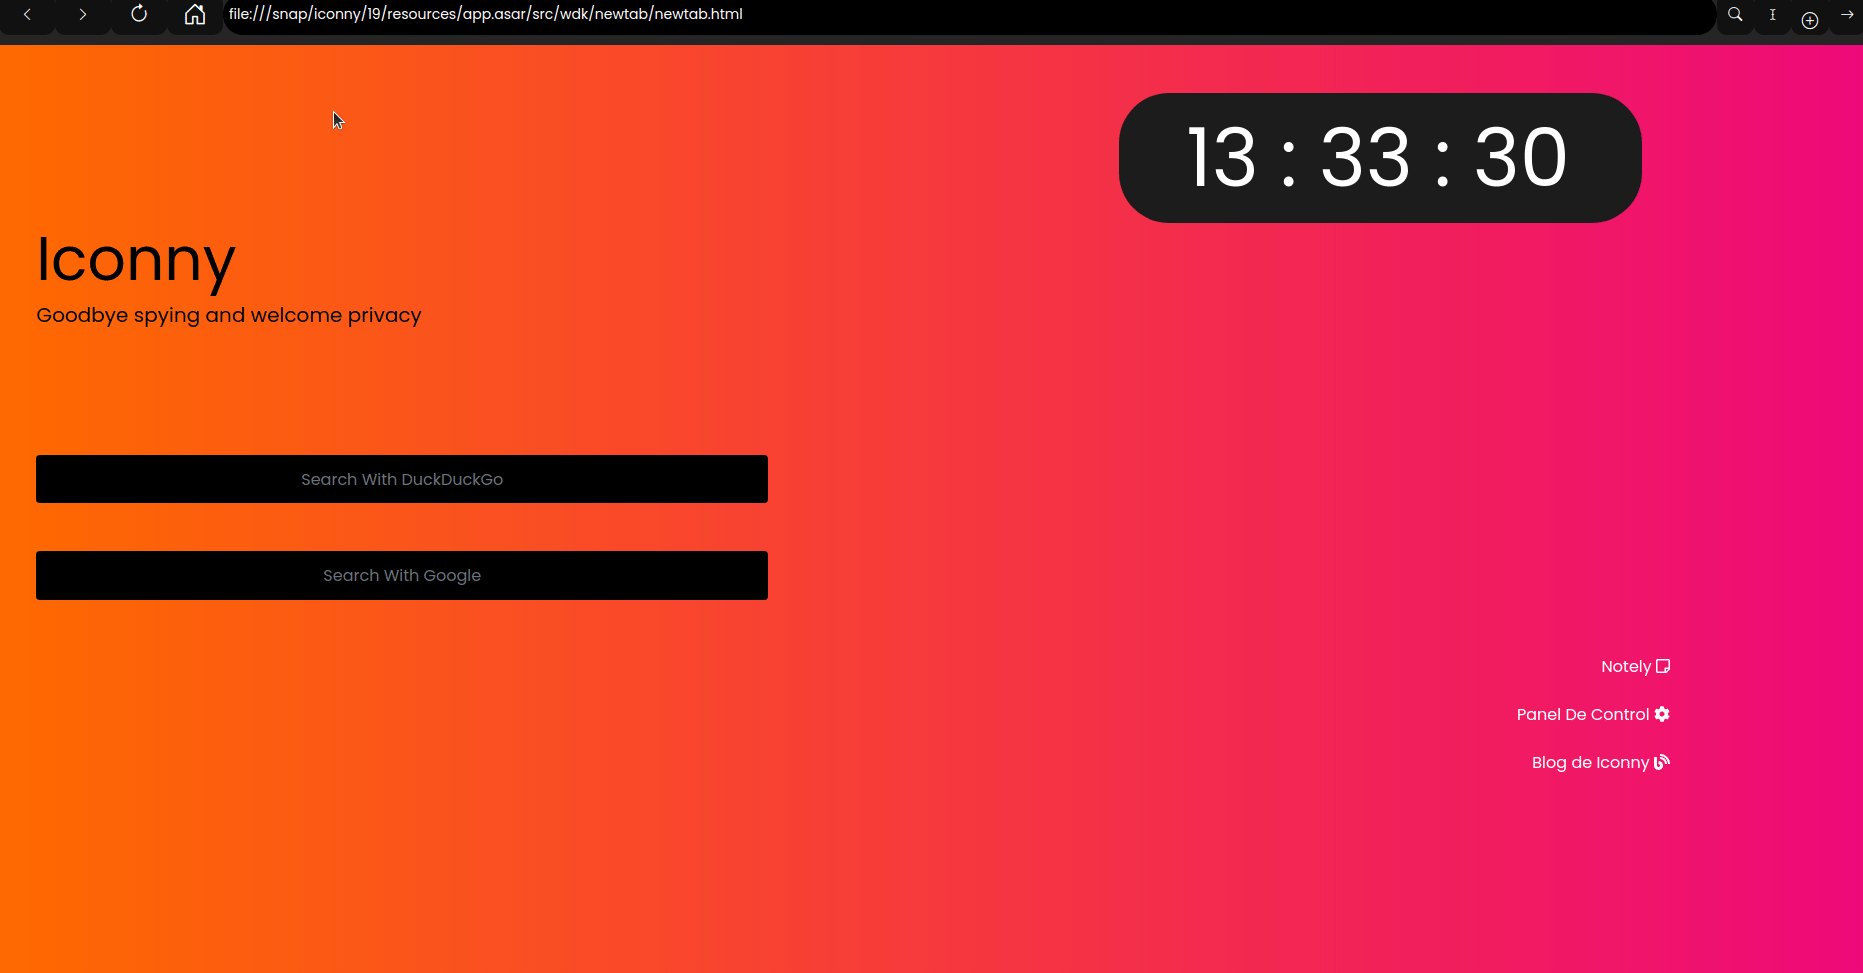 file:///snap/iconny/19/resources/app.asar/src/wdk/newtab/newtab.html
13 : 33 : 30
Iconny
Goodbye spying and welcome privacy
Search With DuckDuckGo
Search With Google
Notely
Panel De Control
Blog de Iconny